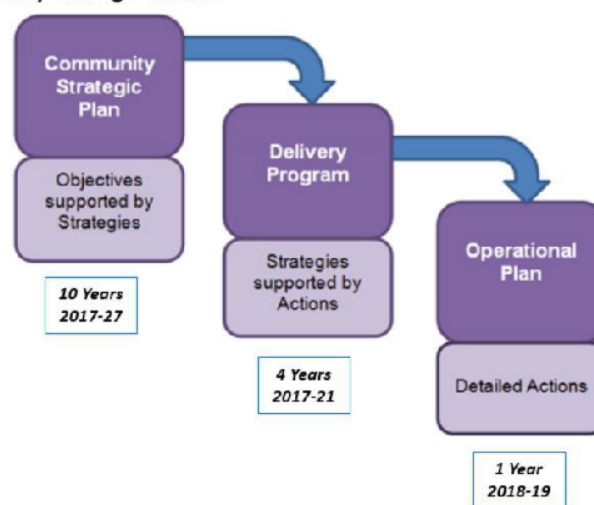 Community
Strategic
Plan
Objectives
supported by
Strategies
10 Years
2017-27
Delivery
Program
Strategies
supported by
Actions
4 Years
2017-21
Operational
Plan
Detailed Actions
1 Year
2018-19